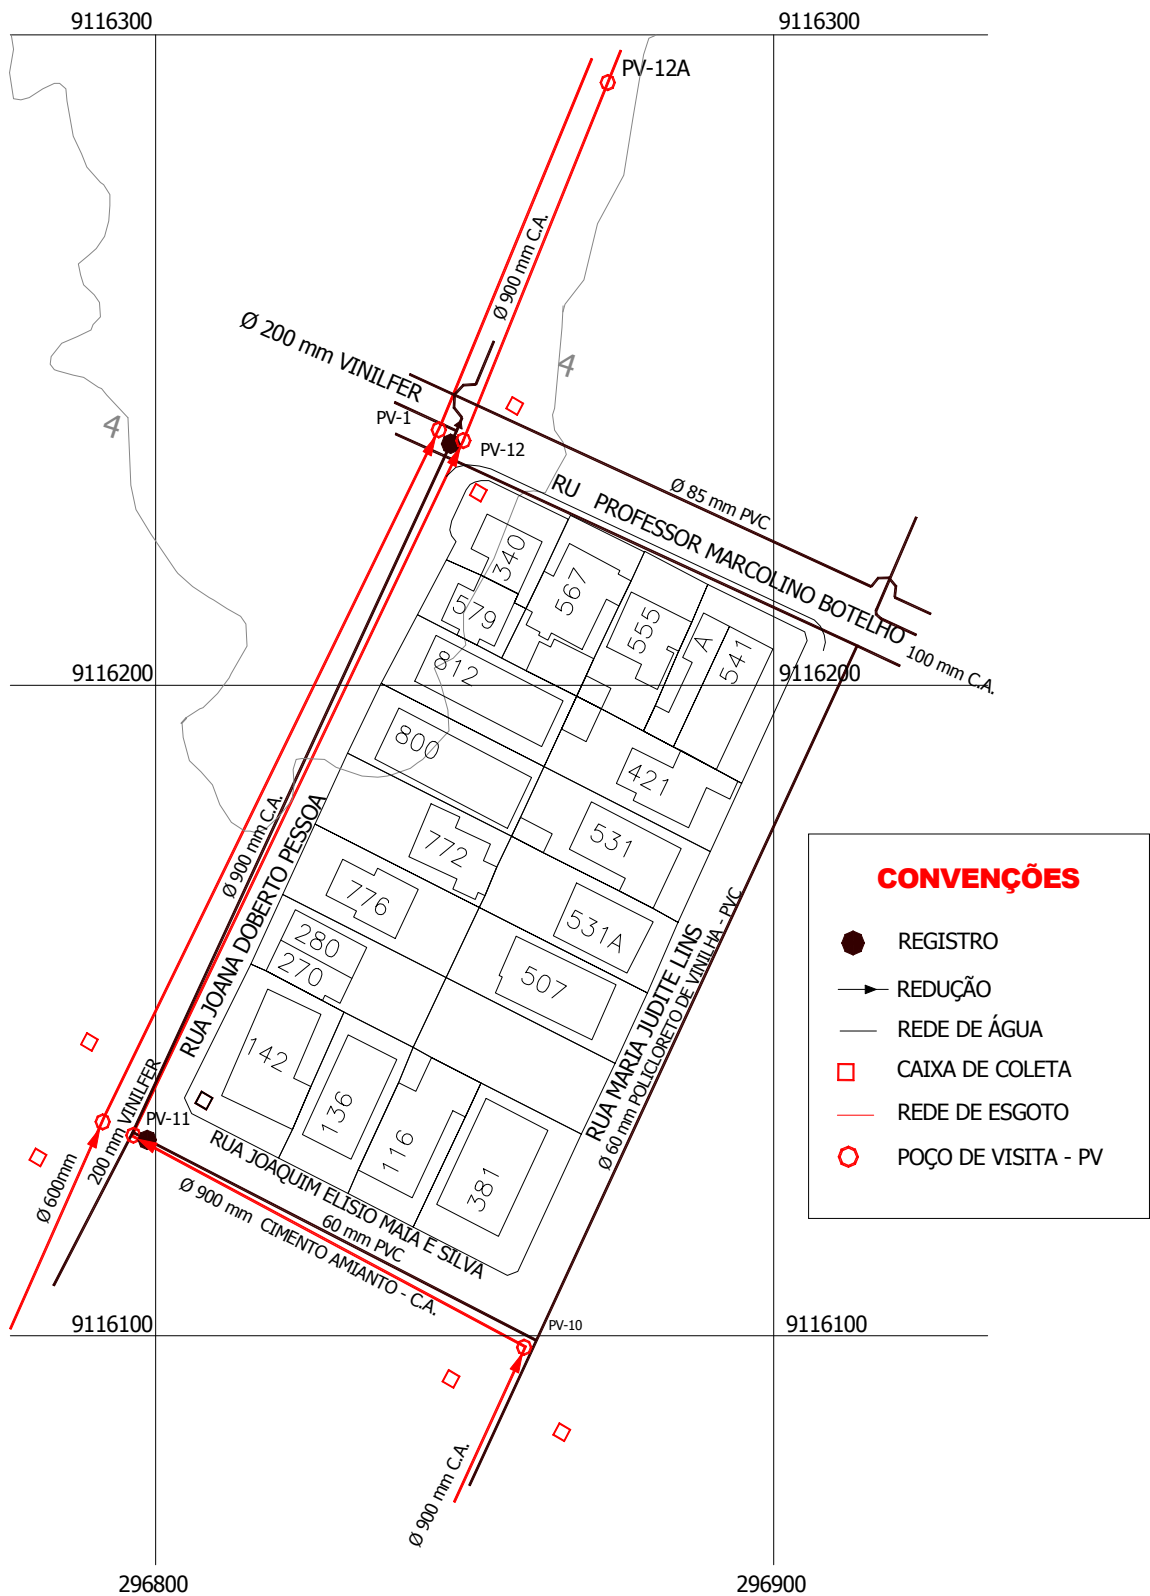 9116300
9116300
PV-12A
Ø 900 mm C.A.
Ø 200 mm VINILFER
4
4
PV-1
PV-12
Ø 85 mm PVC
RU PROFESSOR MARCOLINO BOTELHO
100 mm C.A.
340
567
579
555
A
541
9116200
9116200
812
800
421
531
772
776
531A
280
270
507
142
136
116
381
Ø 900 mm C.A.
RUA JOANA DOBERTO PESSOA
RUA MARIA JUDITE LINS
Ø 60 mm POLICLORETO DE VINILHA - PVC
CONVENÇÕES
REGISTRO
REDUÇÃO
REDE DE ÁGUA
CAIXA DE COLETA
REDE DE ESGOTO
POÇO DE VISITA - PV
PV-11
200 mm VINILFER
Ø 600mm
RUA JOAQUIM ELISIO MAIA E SILVA
60 mm PVC
Ø 900 mm CIMENTO AMIANTO - C.A.
PV-10
9116100
9116100
Ø 900 mm C.A.
296800
296900